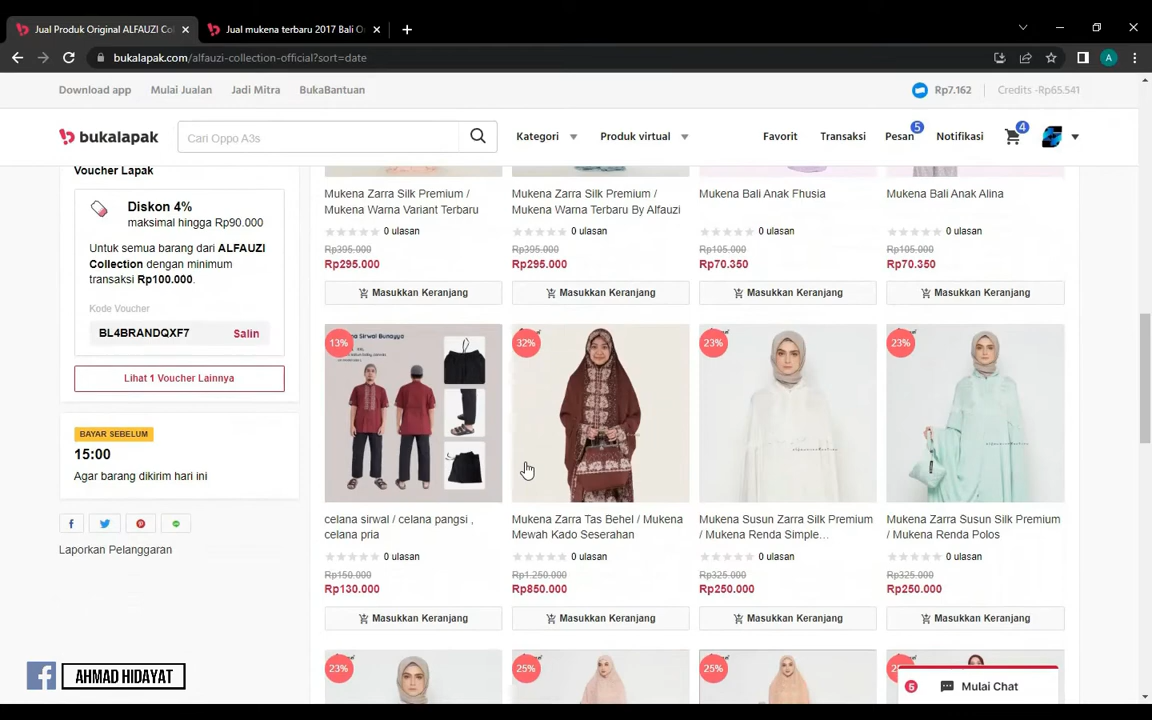 Jual Produk Original ALFAUZI Col
Jual mukena terbaru 2017 Bali O
bukalapak.com/alfauzi-collection-official?sort=date
A
Download app
Mulai Jualan
Jadi Mitra
BukaBantuan
Rp7.162
Credits -Rp65.541
bukalapak
Cari Oppo A3s
Kategori
Produk virtual
Favorit
Transaksi
Pesan
5
Notifikasi
4
Voucher Lapak
Diskon 4%
maksimal hingga Rp90.000
Untuk semua barang dari ALFAUZI
Collection dengan minimum
transaksi Rp100.000.
Kode Voucher
BL4BRANDQXF7
Salin
Lihat 1 Voucher Lainnya
BAYAR SEBELUM
15:00
Agar barang dikirim hari ini
Laporkan Pelanggaran
Mukena Zarra Silk Premium /
Mukena Warna Variant Terbaru
0 ulasan
Rp395.000
Rp295.000
Masukkan Keranjang
Mukena Zarra Silk Premium /
Mukena Warna Terbaru By Alfauzi
0 ulasan
Rp395.000
Rp295.000
Masukkan Keranjang
Mukena Bali Anak Fhusia
0 ulasan
Rp105.000
Rp70.350
Masukkan Keranjang
Mukena Bali Anak Alina
0 ulasan
Rp105.000
Rp70.350
Masukkan Keranjang
13%
Sirwal Bunayya
celana sirwal / celana pangsi ,
celana pria
0 ulasan
Rp150.000
Rp130.000
Masukkan Keranjang
32%
Mukena Zarra Tas Behel / Mukena
Mewah Kado Seserahan
0 ulasan
Rp1.250.000
Rp850.000
Masukkan Keranjang
23%
Mukena Susun Zarra Silk Premium
/ Mukena Renda Simple...
0 ulasan
Rp325.000
Rp250.000
Masukkan Keranjang
23%
Mukena Zarra Susun Silk Premium
/ Mukena Renda Polos
0 ulasan
Rp325.000
Rp250.000
Masukkan Keranjang
23%
25%
25%
5
Mulai Chat
AHMAD HIDAYAT